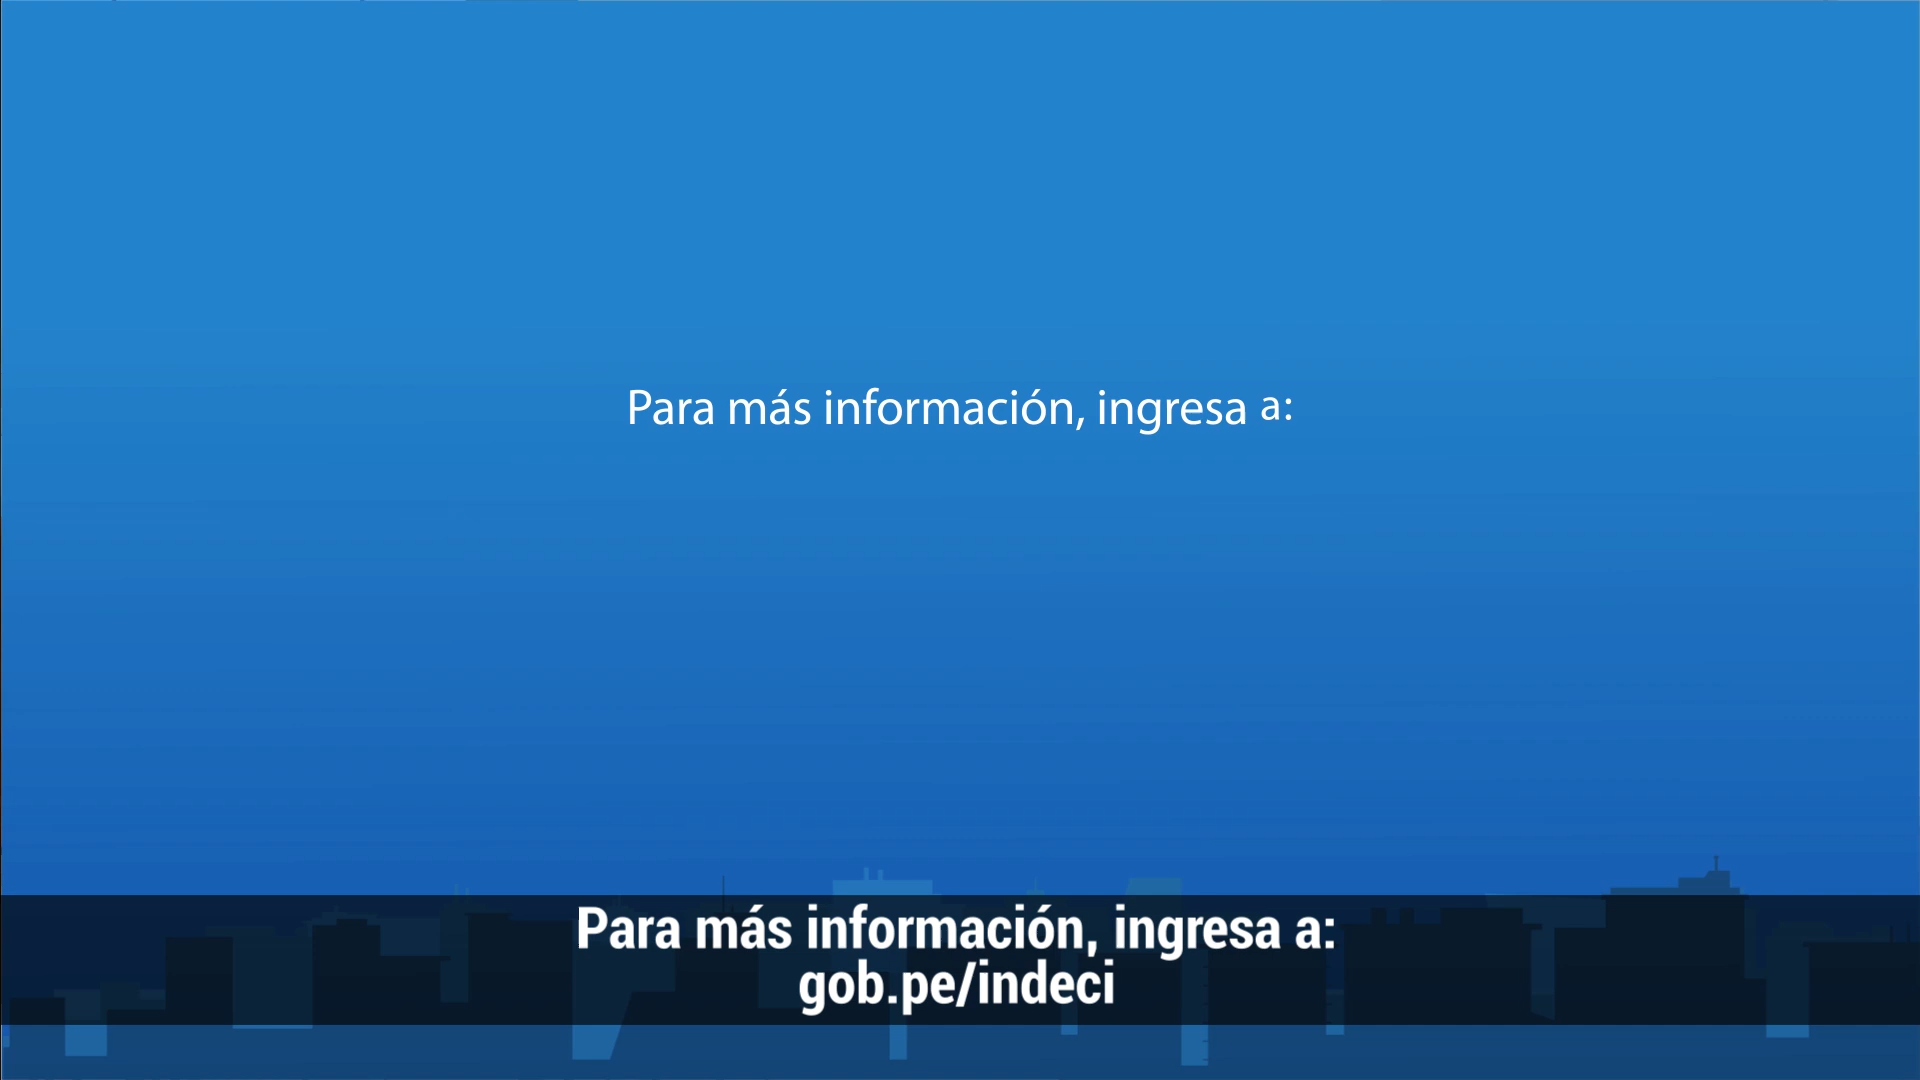 Para más información, ingresa a:
Para más información, ingresa a:
gob.pe/indeci